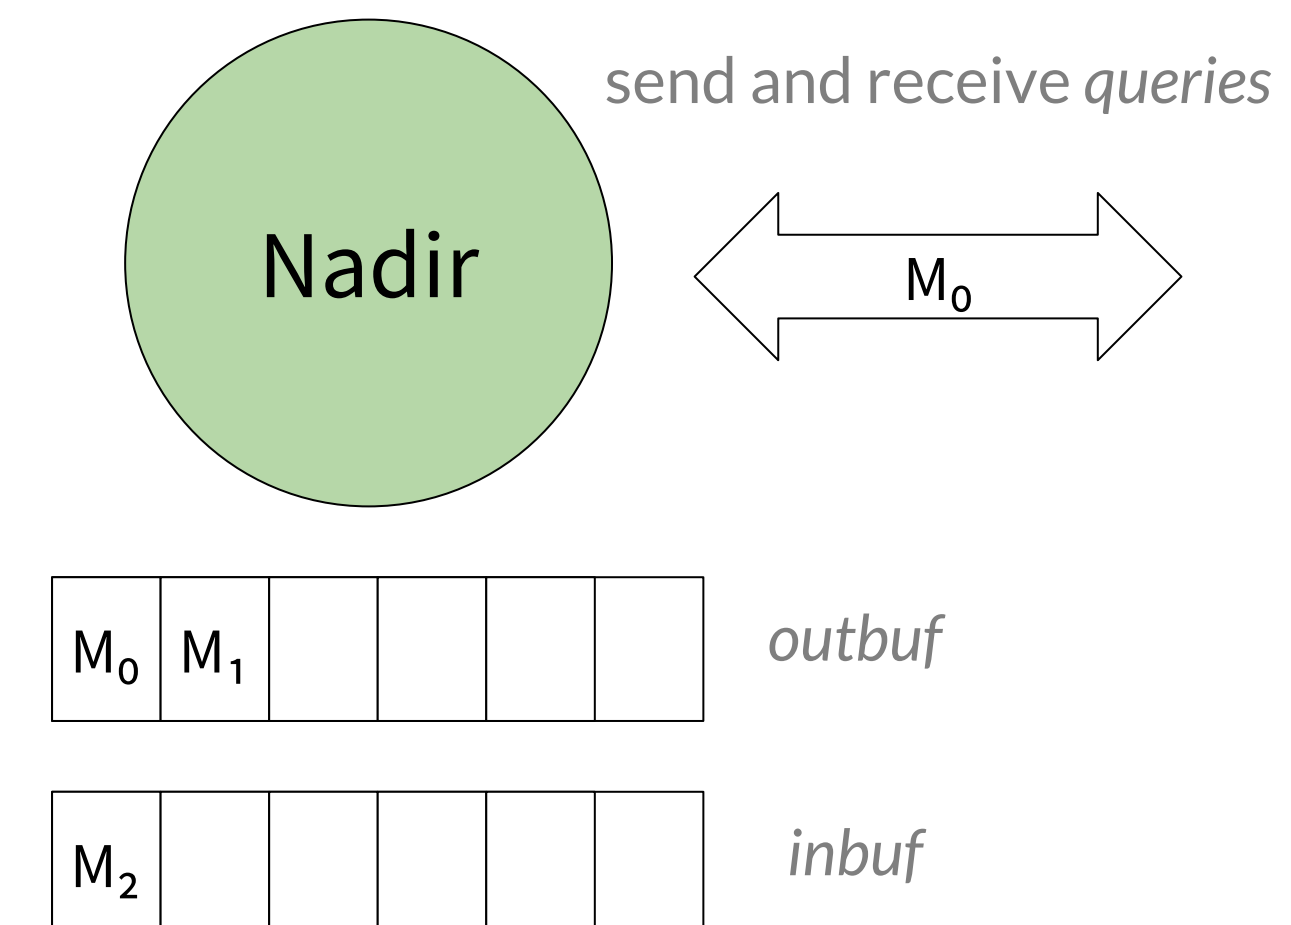 send and receive queries
Nadir
M₀
M₀ M₁
outbuf
M₂
inbuf